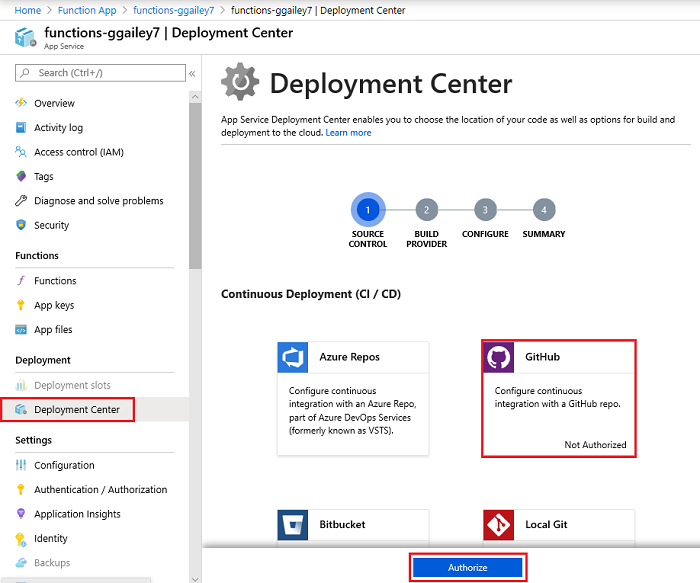 Home > Function App > functions-ggailey7 > functions-ggailey7 | Deployment Center
functions-ggailey7 | Deployment Center
App Service
Search (Ctrl+/)
«
Overview
Activity log
Access control (IAM)
Tags
Diagnose and solve problems
Security
Functions
Functions
App keys
App files
Deployment
Deployment slots
Deployment Center
Settings
Configuration
Authentication / Authorization
Application Insights
Identity
Backups
Deployment Center
App Service Deployment Center enables you to choose the location of your code as well as options for build and
deployment to the cloud. Learn more
1 2 3 4
SOURCE CONTROL
BUILD PROVIDER
CONFIGURE
SUMMARY
Continuous Deployment (CI / CD)
Azure Repos
Configure continuous
integration with an Azure Repo,
part of Azure DevOps Services
(formerly known as VSTS).
GitHub
Configure continuous
integration with a GitHub repo.
Not Authorized
Bitbucket
Local Git
Authorize